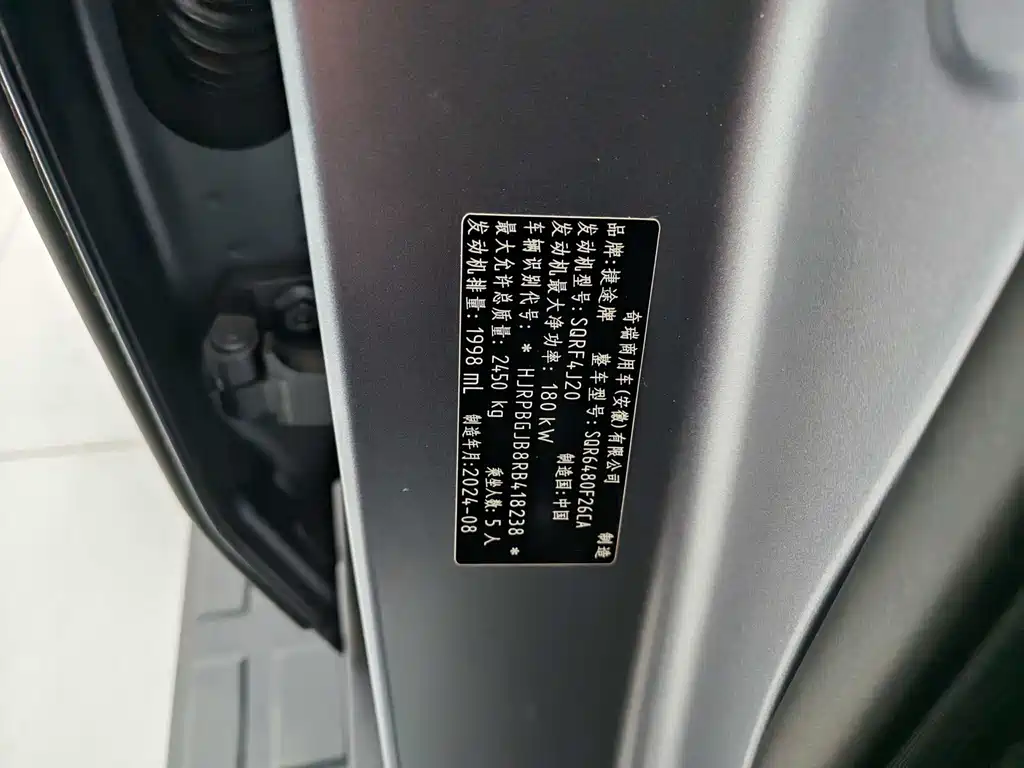 奇瑞商用车(安徽)有限公司 制造
品牌:捷途牌 整车型号:SQR6480F26CA
发动机型号:SQRF4J20 制造国:中国
发动机最大净功率:180kW
车辆识别代号:* HJRPBGJB8RB418238 *
最大允许总质量:2450 kg 乘坐人数:5人
发动机排量:1998 mL 制造年月:2024-08